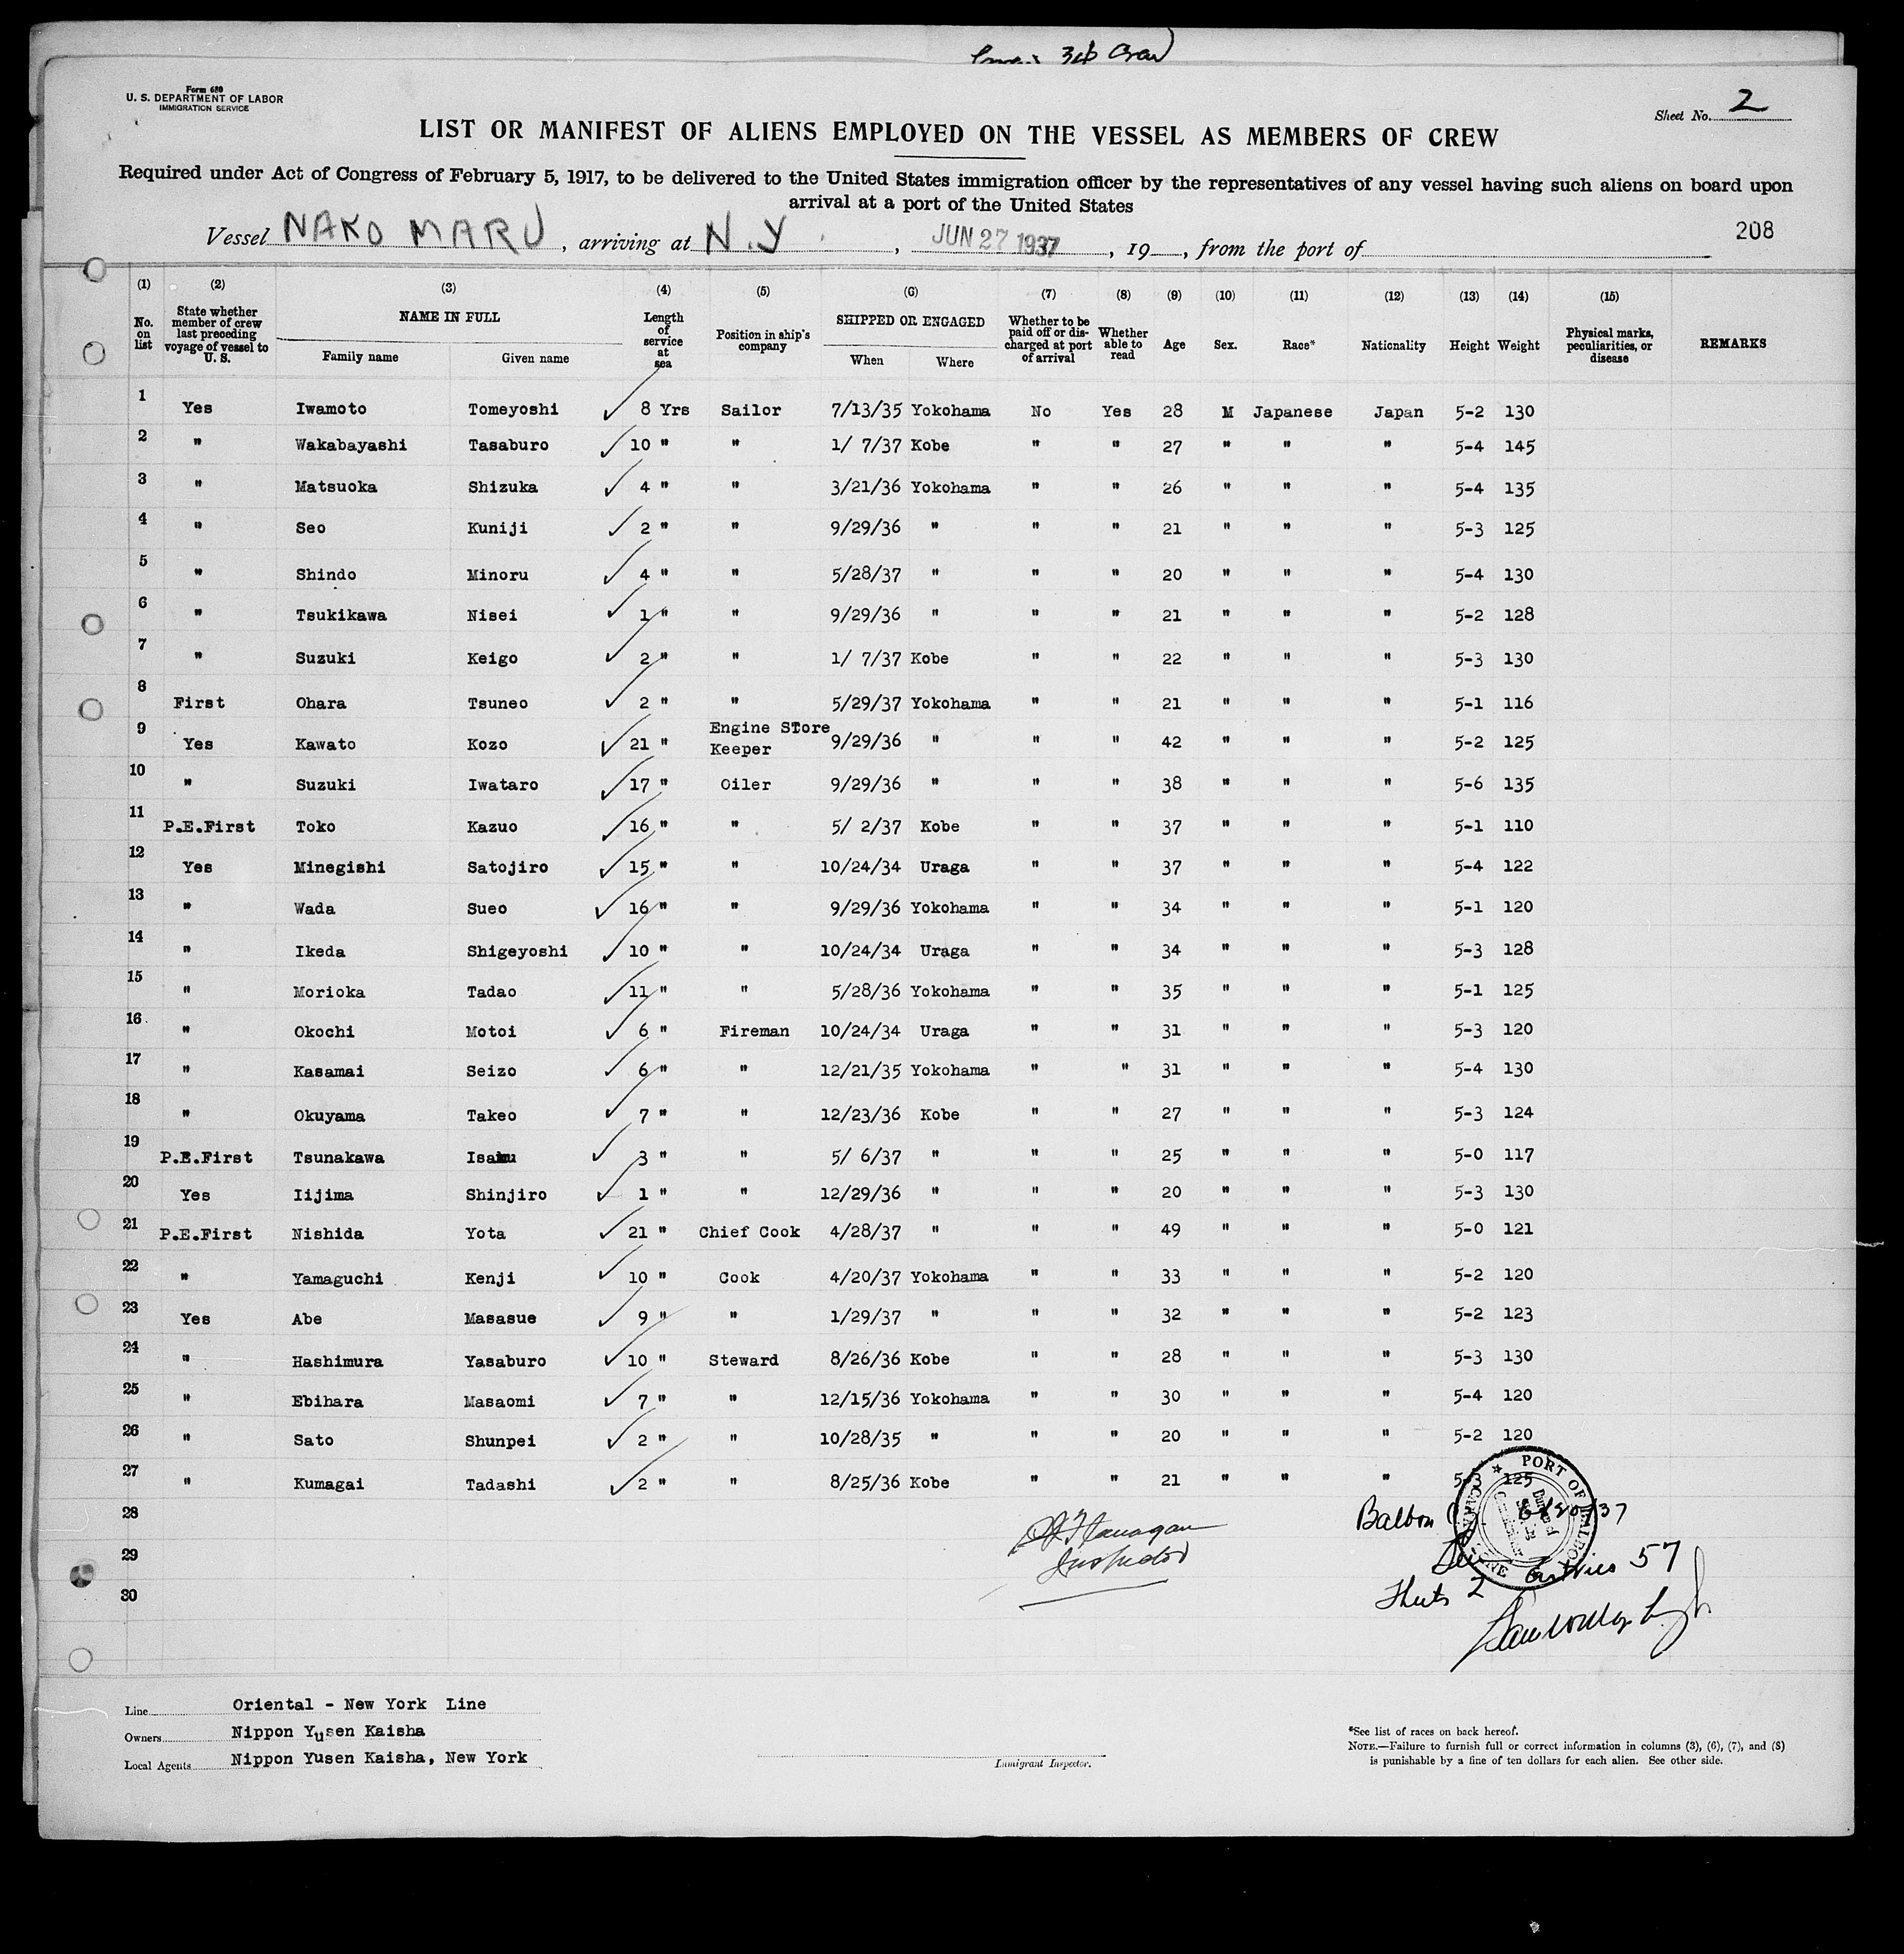 3rd Crew
Form 680
U. S. DEPARTMENT OF LABOR
IMMIGRATION SERVICE
Sheet No. 2
LIST OR MANIFEST OF ALIENS EMPLOYED ON THE VESSEL AS MEMBERS OF CREW
Required under Act of Congress of February 5, 1917, to be delivered to the United States immigration officer by the representatives of any vessel having such aliens on board upon
arrival at a port of the United States
Vessel NAKO MARU, arriving at N.Y, JUN 27 1937, 19__, from the port of
208
(1) (2) (3) (4) (5) (6) (7) (8) (9) (10) (11) (12) (13) (14) (15)
No. on list State whether member of crew last preceding voyage of vessel to U. S. NAME IN FULL Family name Given name Length of service at sea Position in ship's company SHIPPED OR ENGAGED When Where Whether to be paid off or discharged at port of arrival Whether able to read Age Sex. Race* Nationality Height Weight Physical marks, peculiarities, or disease REMARKS
1 Yes Iwamoto Tomeyoshi 8 Yrs Sailor 7/13/35 Yokohama No Yes 28 M Japanese Japan 5-2 130
2 " Wakabayashi Tasaburo 10 " " 1/ 7/37 Kobe " " 27 " " " 5-4 145
3 " Matsuoka Shizuka 4 " " 3/21/36 Yokohama " " 26 " " " 5-4 135
4 " Seo Kuniji 2 " " 9/29/36 " " " 21 " " " 5-3 125
5 " Shindo Minoru 4 " " 5/28/37 " " " 20 " " " 5-4 130
6 " Tsukikawa Nisei 1 " " 9/29/36 " " " 21 " " " 5-2 128
7 " Suzuki Keigo 2 " " 1/ 7/37 Kobe " " 22 " " " 5-3 130
8 First Ohara Tsuneo 2 " " 5/29/37 Yokohama " " 21 " " " 5-1 116
9 Yes Kawato Kozo 21 " Engine STore Keeper 9/29/36 " " " 42 " " " 5-2 125
10 " Suzuki Iwataro 17 " Oiler 9/29/36 " " " 38 " " " 5-6 135
11 P.E.First Toko Kazuo 16 " " 5/ 2/37 Kobe " " 37 " " " 5-1 110
12 Yes Minegishi Satojiro 15 " " 10/24/34 Uraga " " 37 " " " 5-4 122
13 " Wada Sueo 16 " " 9/29/36 Yokohama " " 34 " " " 5-1 120
14 " Ikeda Shigeyoshi 10 " " 10/24/34 Uraga " " 34 " " " 5-3 128
15 " Morioka Tadao 11 " " 5/28/36 Yokohama " " 35 " " " 5-1 125
16 " Okochi Motoi 6 " Fireman 10/24/34 Uraga " " 31 " " " 5-3 120
17 " Kasamai Seizo 6 " " 12/21/35 Yokohama " " 31 " " " 5-4 130
18 " Okuyama Takeo 7 " " 12/23/36 Kobe " " 27 " " " 5-3 124
19 P.E.First Tsunakawa Isamu 3 " " 5/ 6/37 " " " 25 " " " 5-0 117
20 Yes Iijima Shinjiro 1 " " 12/29/36 " " " 20 " " " 5-3 130
21 P.E.First Nishida Yota 21 " Chief Cook 4/28/37 " " " 49 " " " 5-0 121
22 " Yamaguchi Kenji 10 " Cook 4/20/37 Yokohama " " 33 " " " 5-2 120
23 Yes Abe Masasue 9 " " 1/29/37 " " " 32 " " " 5-2 123
24 " Hashimura Yasaburo 10 " Steward 8/26/36 Kobe " " 28 " " " 5-3 130
25 " Ebihara Masaomi 7 " " 12/15/36 Yokohama " " 30 " " " 5-4 120
26 " Sato Shunpei 2 " " 10/28/35 " " " 20 " " " 5-2 120
27 " Kumagai Tadashi 2 " " 8/25/36 Kobe " " 21 " " " 5-3 125
28
29
30
PORT OF BALBOA
Flanagan
Inspector
Balboa 37
57
2
Line Oriental - New York Line
Owners Nippon Yusen Kaisha
Local Agents Nippon Yusen Kaisha, New York
Immigrant Inspector.
*See list of races on back hereof.
NOTE.—Failure to furnish full or correct information in columns (3), (6), (7), and (8)
is punishable by a fine of ten dollars for each alien. See other side.